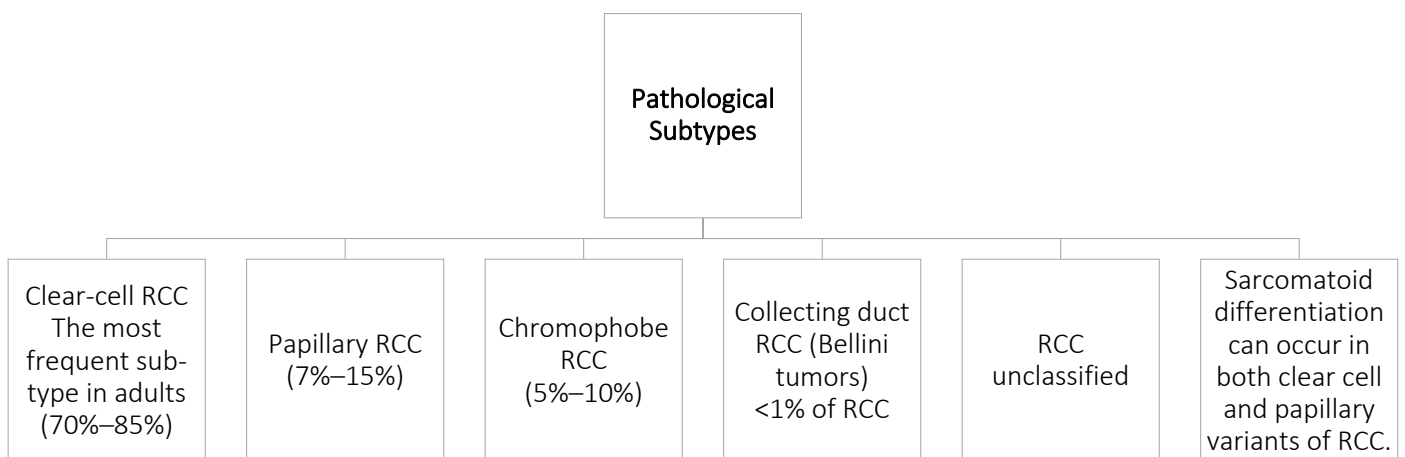 Pathological
Subtypes
Clear-cell RCC
The most
frequent sub-
type in adults
(70%–85%)
Papillary RCC
(7%–15%)
Chromophobe
RCC
(5%–10%)
Collecting duct
RCC (Bellini
tumors)
<1% of RCC
RCC
unclassified
Sarcomatoid
differentiation
can occur in
both clear cell
and papillary
variants of RCC.